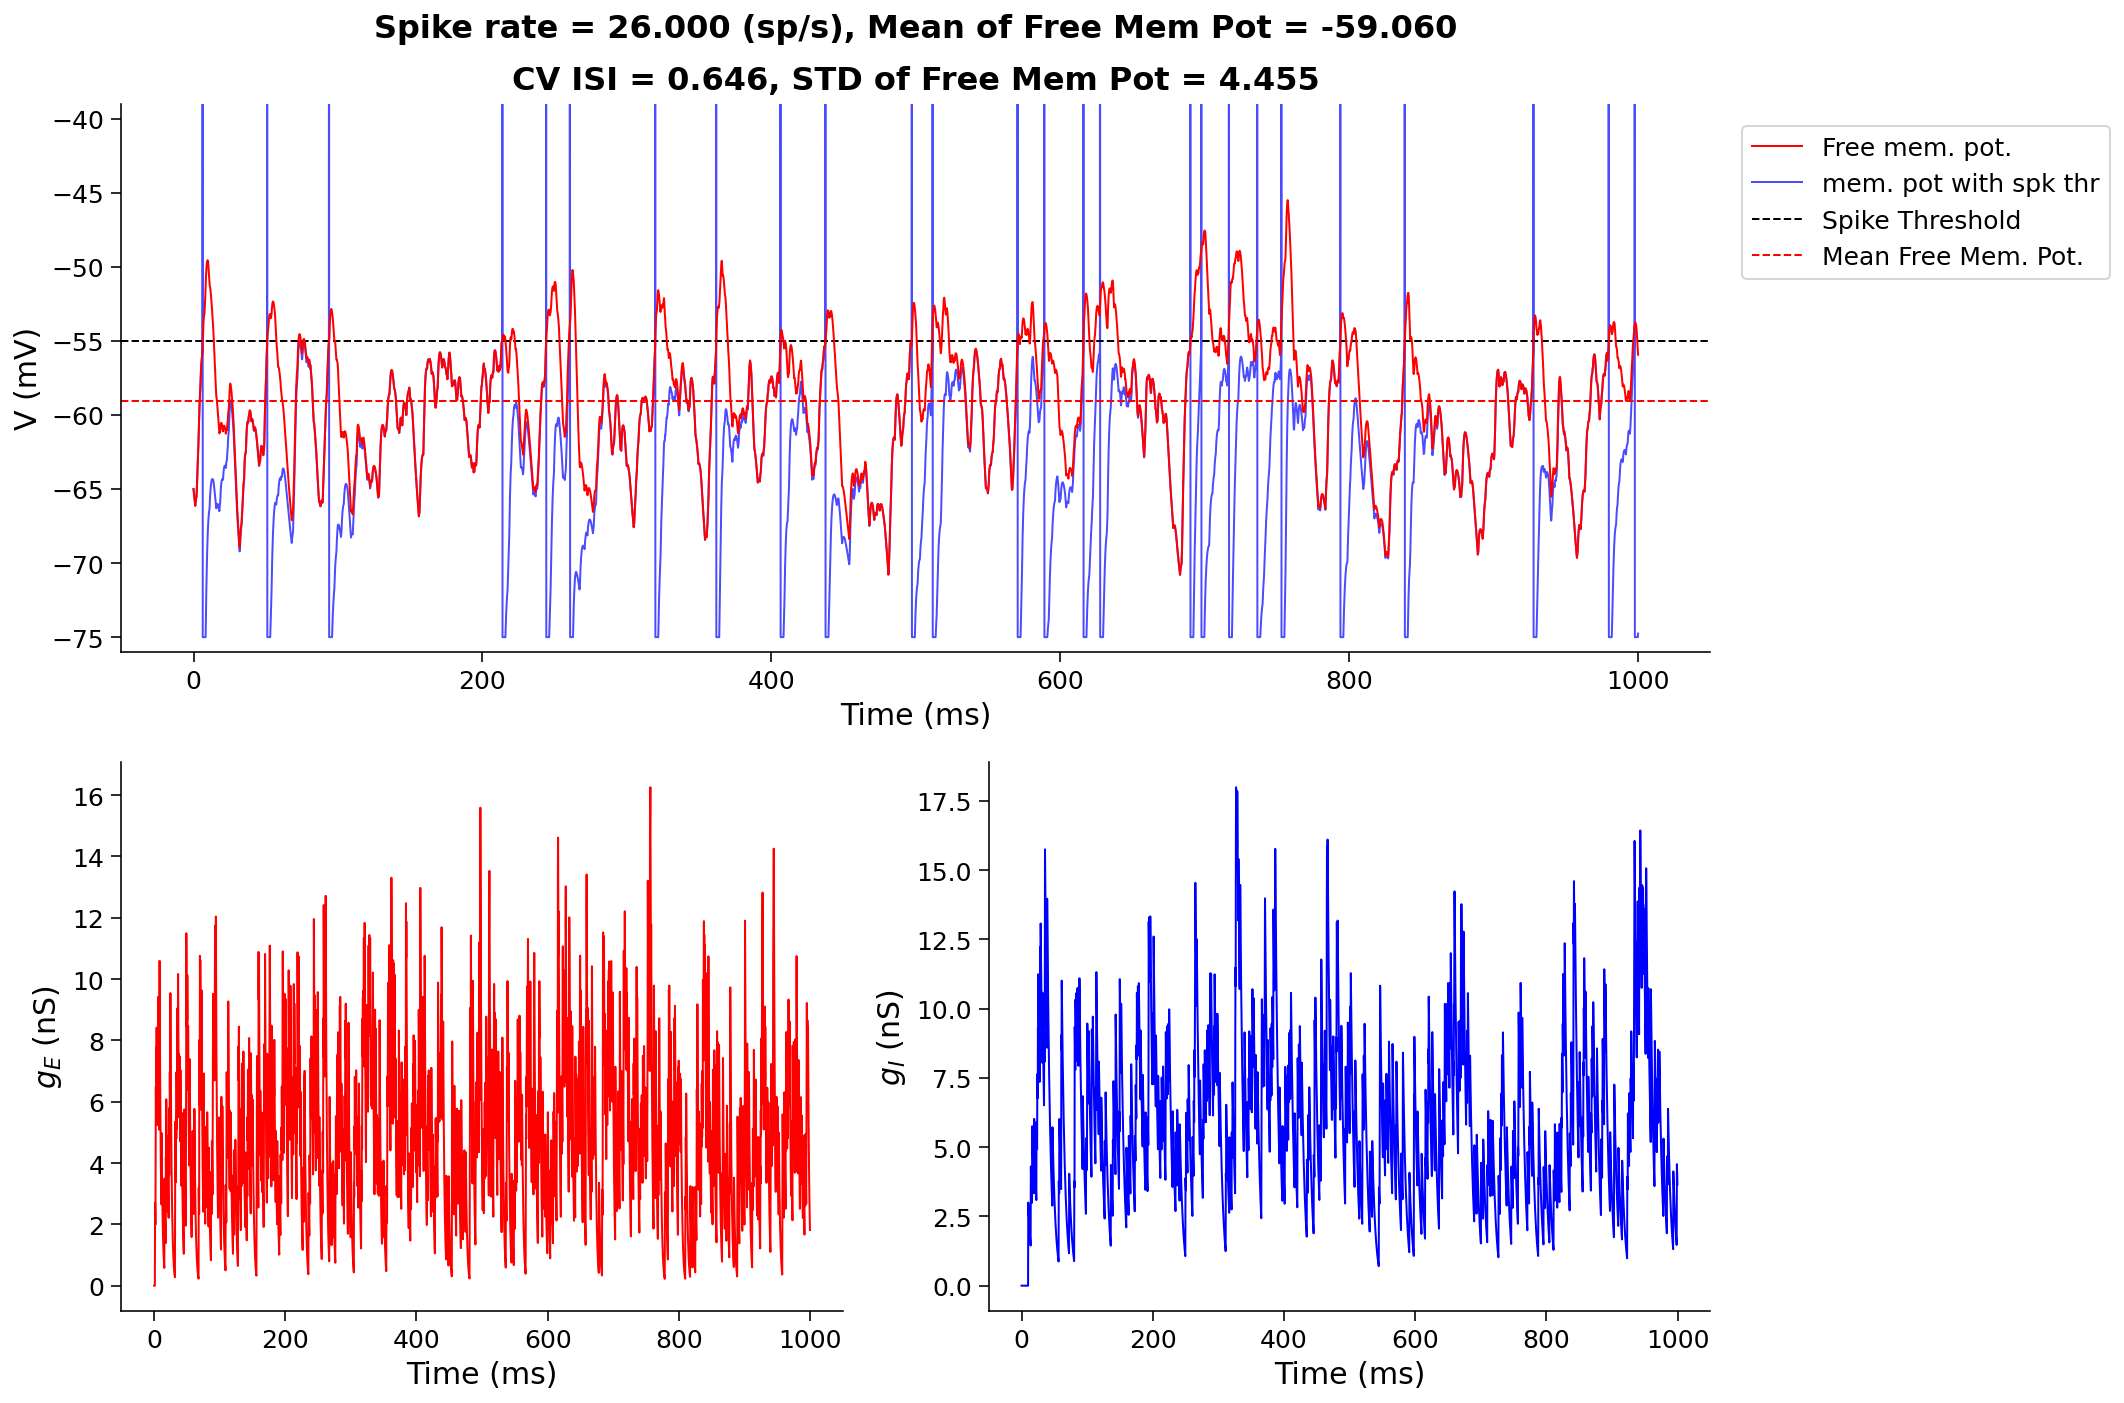 Spike rate = 26.000 (sp/s), Mean of Free Mem Pot = -59.060
CV ISI = 0.646, STD of Free Mem Pot = 4.455
−40
−45
−50
−55
−60
−65
−70
−75
V (mV)
0 200 400 600 800 1000
Time (ms)
Free mem. pot.
mem. pot with spk thr
Spike Threshold
Mean Free Mem. Pot.
16
14
12
10
8
6
4
2
0
g_E (nS)
0 200 400 600 800 1000
Time (ms)
17.5
15.0
12.5
10.0
7.5
5.0
2.5
0.0
g_I (nS)
0 200 400 600 800 1000
Time (ms)